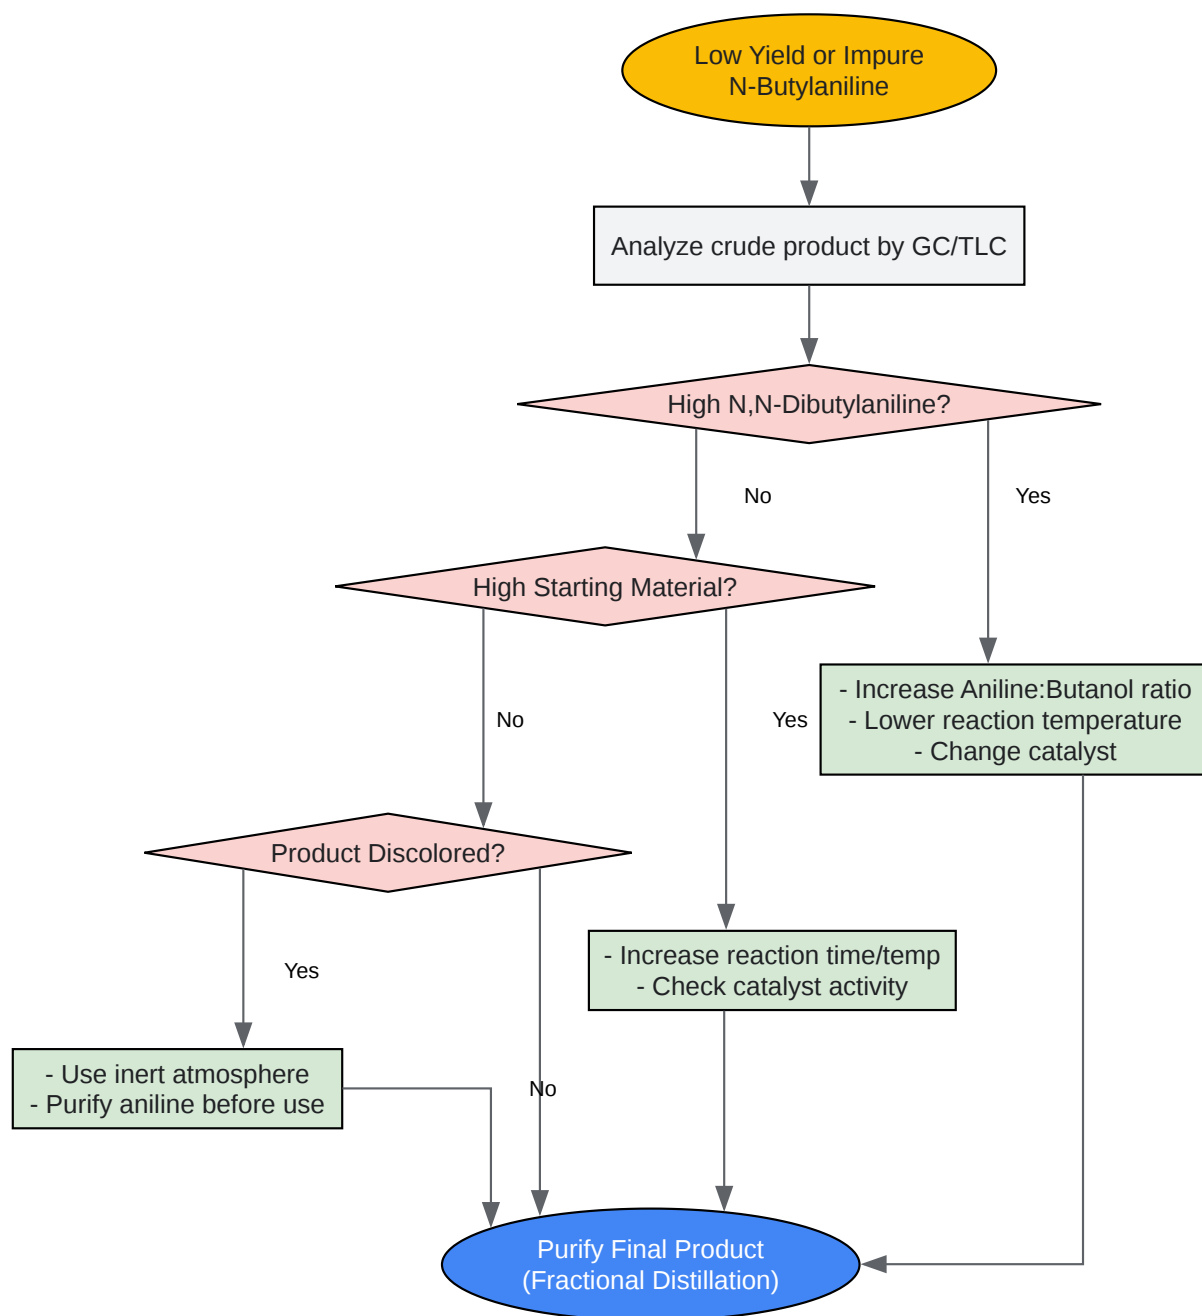 Low Yield or Impure
N-Butylaniline
Analyze crude product by GC/TLC
High N,N-Dibutylaniline?
No
Yes
High Starting Material?
- Increase Aniline:Butanol ratio
- Lower reaction temperature
- Change catalyst
No
Yes
Product Discolored?
- Increase reaction time/temp
- Check catalyst activity
Yes
- Use inert atmosphere
- Purify aniline before use
No
Purify Final Product
(Fractional Distillation)